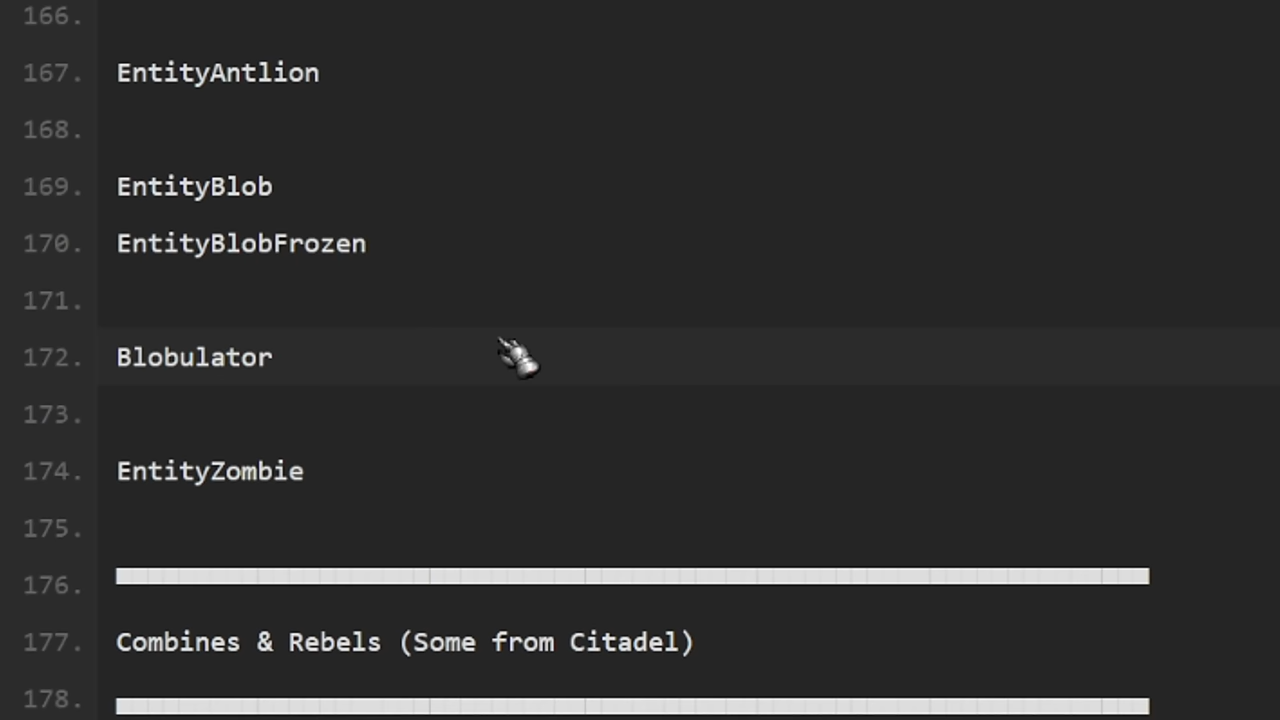 166.
167. EntityAntlion
168.
169. EntityBlob
170. EntityBlobFrozen
171.
172. Blobulator
173.
174. EntityZombie
175.
176.
177. Combines & Rebels (Some from Citadel)
178.